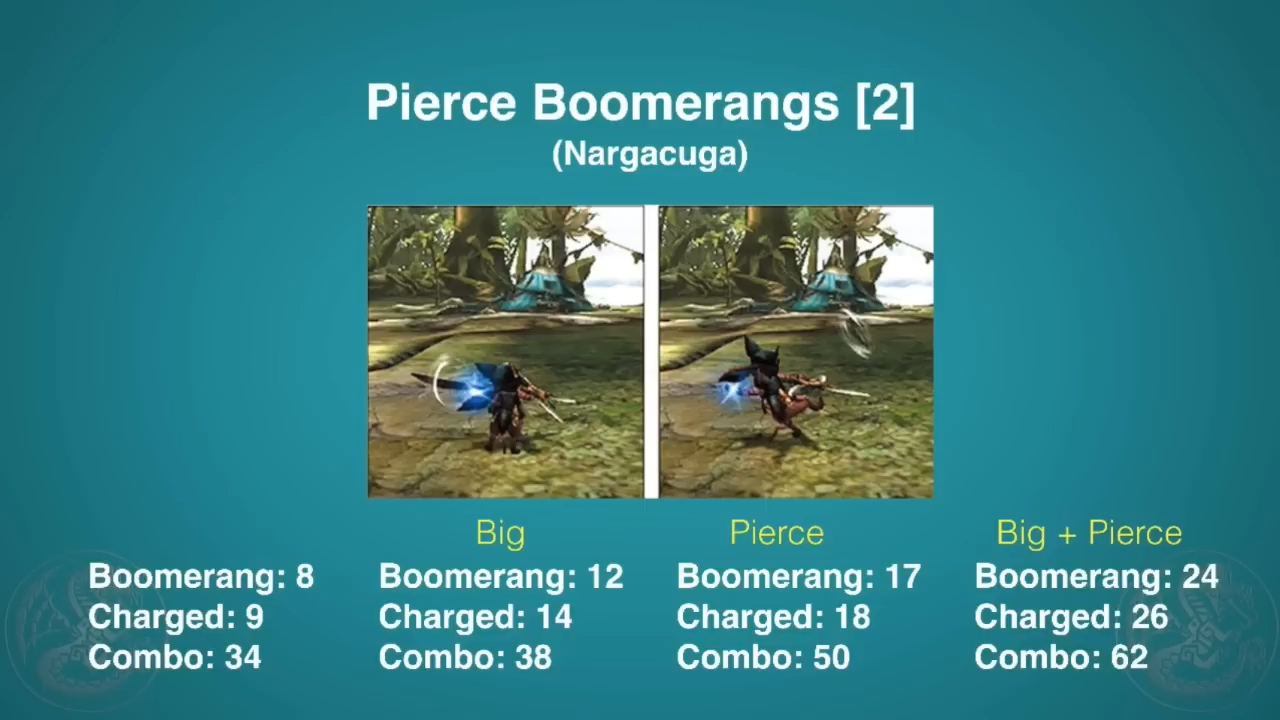 Pierce Boomerangs [2]
(Nargacuga)
Boomerang: 8
Charged: 9
Combo: 34
Big
Boomerang: 12
Charged: 14
Combo: 38
Pierce
Boomerang: 17
Charged: 18
Combo: 50
Big + Pierce
Boomerang: 24
Charged: 26
Combo: 62